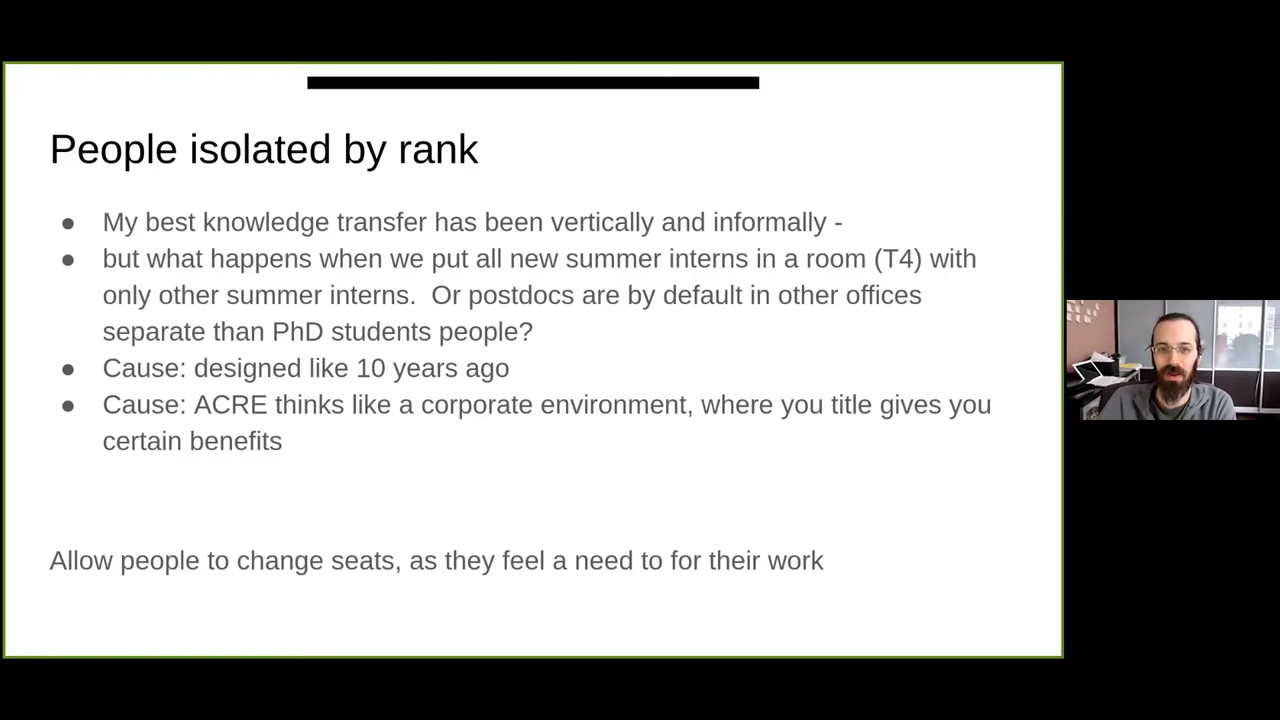 People isolated by rank
● My best knowledge transfer has been vertically and informally -
● but what happens when we put all new summer interns in a room (T4) with
only other summer interns.  Or postdocs are by default in other offices
separate than PhD students people?
● Cause: designed like 10 years ago
● Cause: ACRE thinks like a corporate environment, where you title gives you
certain benefits
Allow people to change seats, as they feel a need to for their work